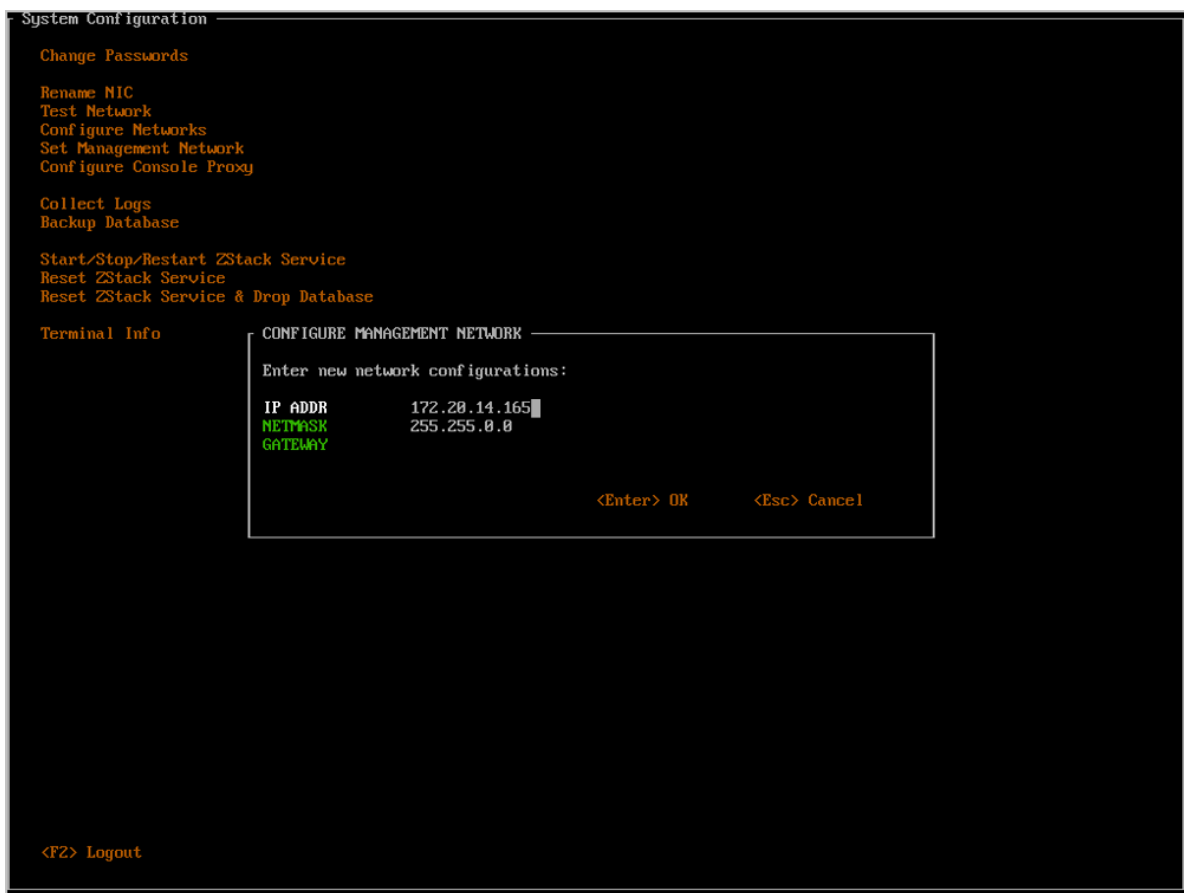 System Configuration
Change Passwords
Rename NIC
Test Network
Configure Networks
Set Management Network
Configure Console Proxy
Collect Logs
Backup Database
Start/Stop/Restart ZStack Service
Reset ZStack Service
Reset ZStack Service & Drop Database
Terminal Info
CONFIGURE MANAGEMENT NETWORK
Enter new network configurations:
IP ADDR 172.20.14.165
NETMASK 255.255.0.0
GATEWAY
<Enter> OK <Esc> Cancel
<F2> Logout